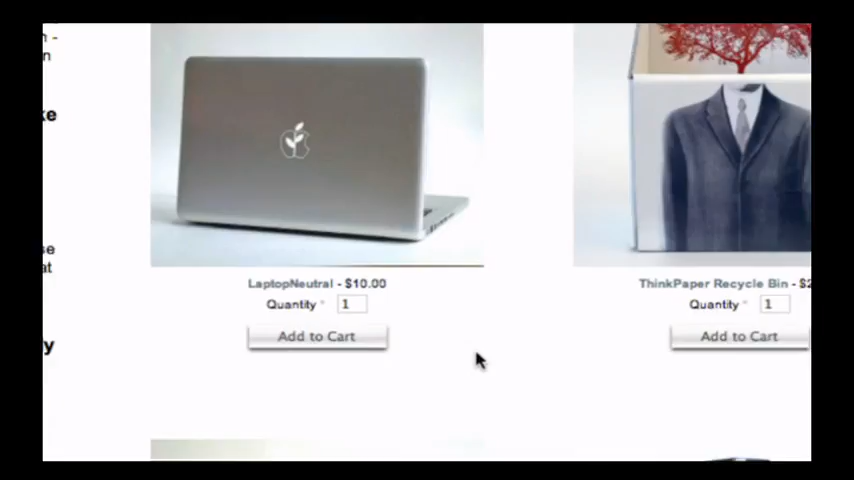 LaptopNeutral - $10.00
Quantity * 1
Add to Cart
ThinkPaper Recycle Bin - $2
Quantity * 1
Add to Cart